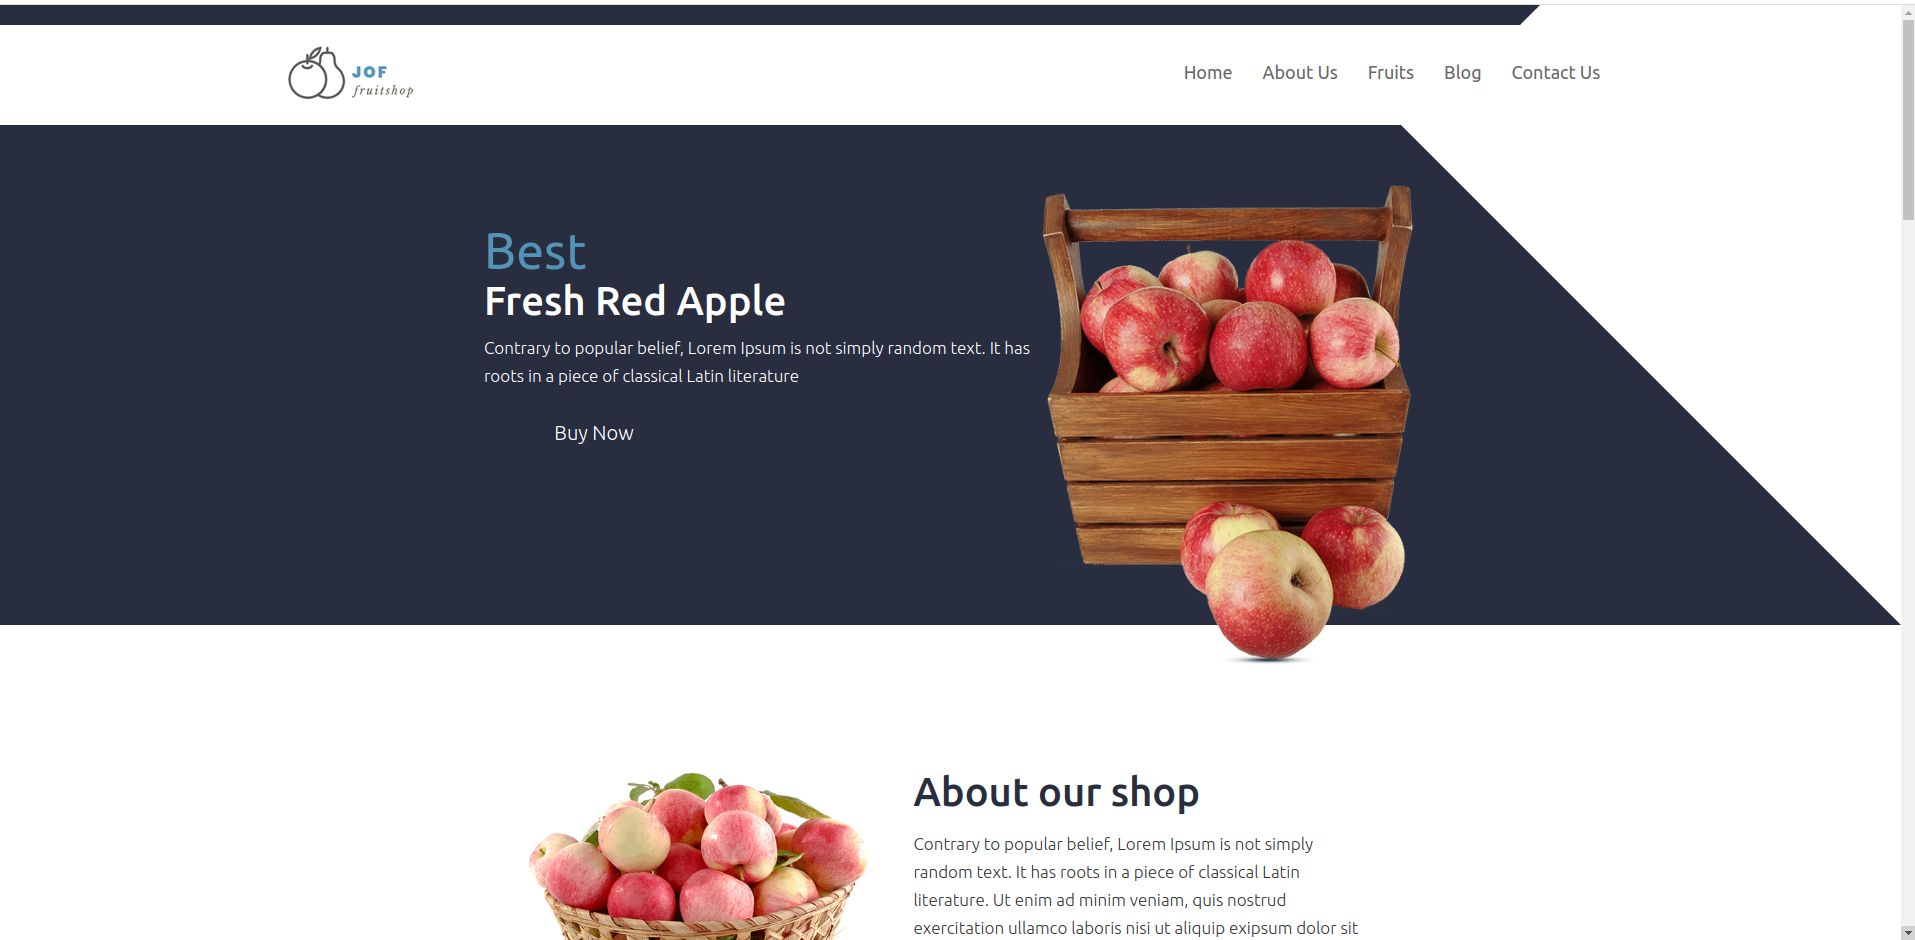 JOF
fruitshop
Home
About Us
Fruits
Blog
Contact Us
Best
Fresh Red Apple
Contrary to popular belief, Lorem Ipsum is not simply random text. It has
roots in a piece of classical Latin literature
Buy Now
About our shop
Contrary to popular belief, Lorem Ipsum is not simply
random text. It has roots in a piece of classical Latin
literature. Ut enim ad minim veniam, quis nostrud
exercitation ullamco laboris nisi ut aliquip exipsum dolor sit